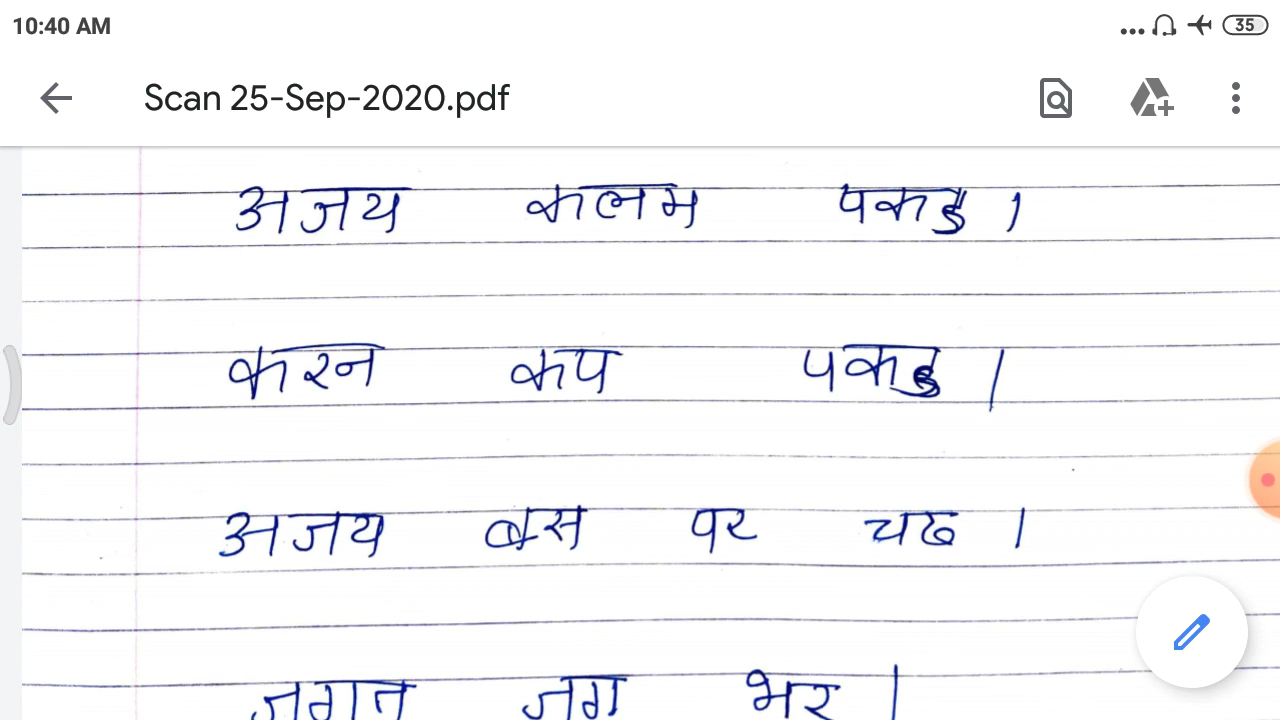 10:40 AM
35
Scan 25-Sep-2020.pdf
अजय कलम पकड ।
करन कप पकड ।
अजय बस पर चढ ।
जगत जग भर ।